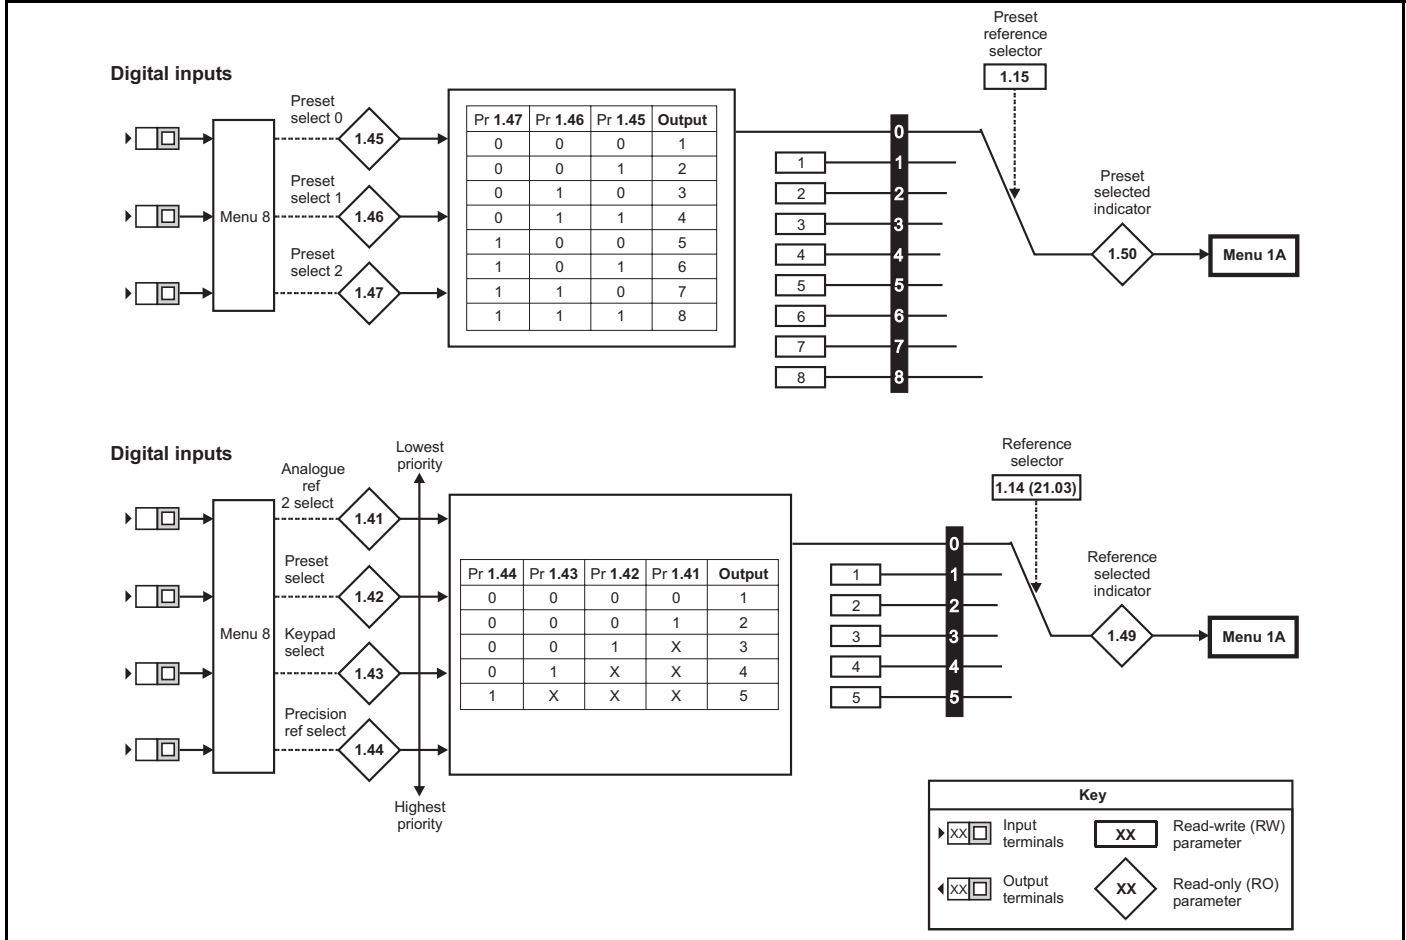 Preset
reference
selector
1.15
Digital inputs
Preset
select 0
1.45
Preset
select 1
1.46
Menu 8
Preset
select 2
1.47
Pr 1.47 Pr 1.46 Pr 1.45 Output
0 0 0 1
0 0 1 2
0 1 0 3
0 1 1 4
1 0 0 5
1 0 1 6
1 1 0 7
1 1 1 8
0
1 1
2 2
3 3
4 4
5 5
6 6
7 7
8 8
Preset
selected
indicator
1.50
Menu 1A
Digital inputs
Analogue
ref
2 select
1.41
Preset
select
1.42
Menu 8
Keypad
select
1.43
Precision
ref select
1.44
Lowest
priority
Highest
priority
Pr 1.44 Pr 1.43 Pr 1.42 Pr 1.41 Output
0 0 0 0 1
0 0 0 1 2
0 0 1 X 3
0 1 X X 4
1 X X X 5
Reference
selector
1.14 (21.03)
0
1 1
2 2
3 3
4 4
5 5
Reference
selected
indicator
1.49
Menu 1A
Key
XX
Input
terminals
XX
Read-write (RW)
parameter
XX
Output
terminals
XX
Read-only (RO)
parameter